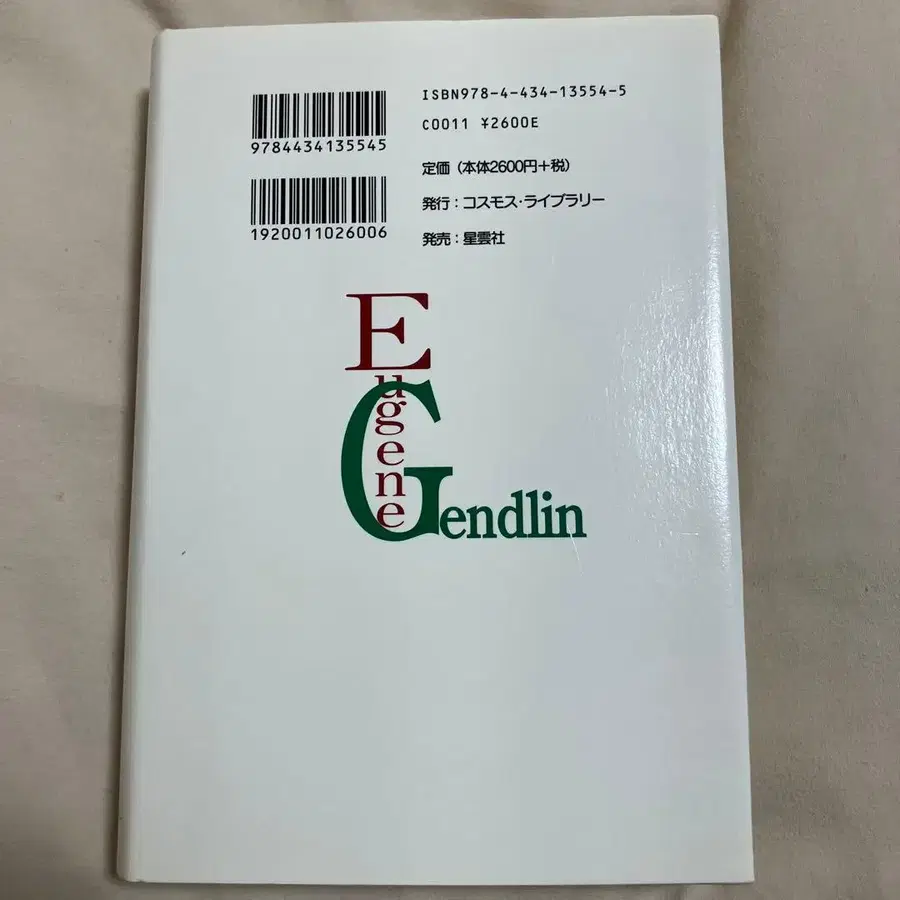 ISBN978-4-434-13554-5
C0011 ¥2600E
9784434135545
定価（本体2600円＋税）
発行：コスモス・ライブラリー
1920011026006
発売：星雲社
Eugene
Gendlin